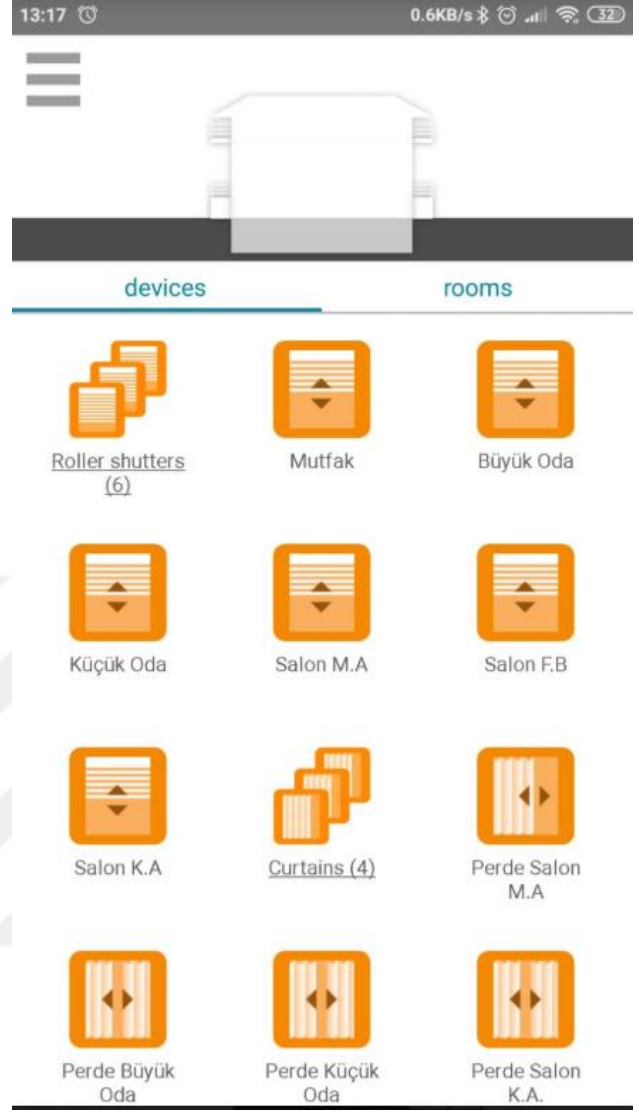 13:17 0.6KB/s 32
devices rooms
Roller shutters
(6)
Mutfak
Büyük Oda
Küçük Oda
Salon M.A
Salon F.B
Salon K.A
Curtains (4)
Perde Salon
M.A
Perde Büyük
Oda
Perde Küçük
Oda
Perde Salon
K.A.